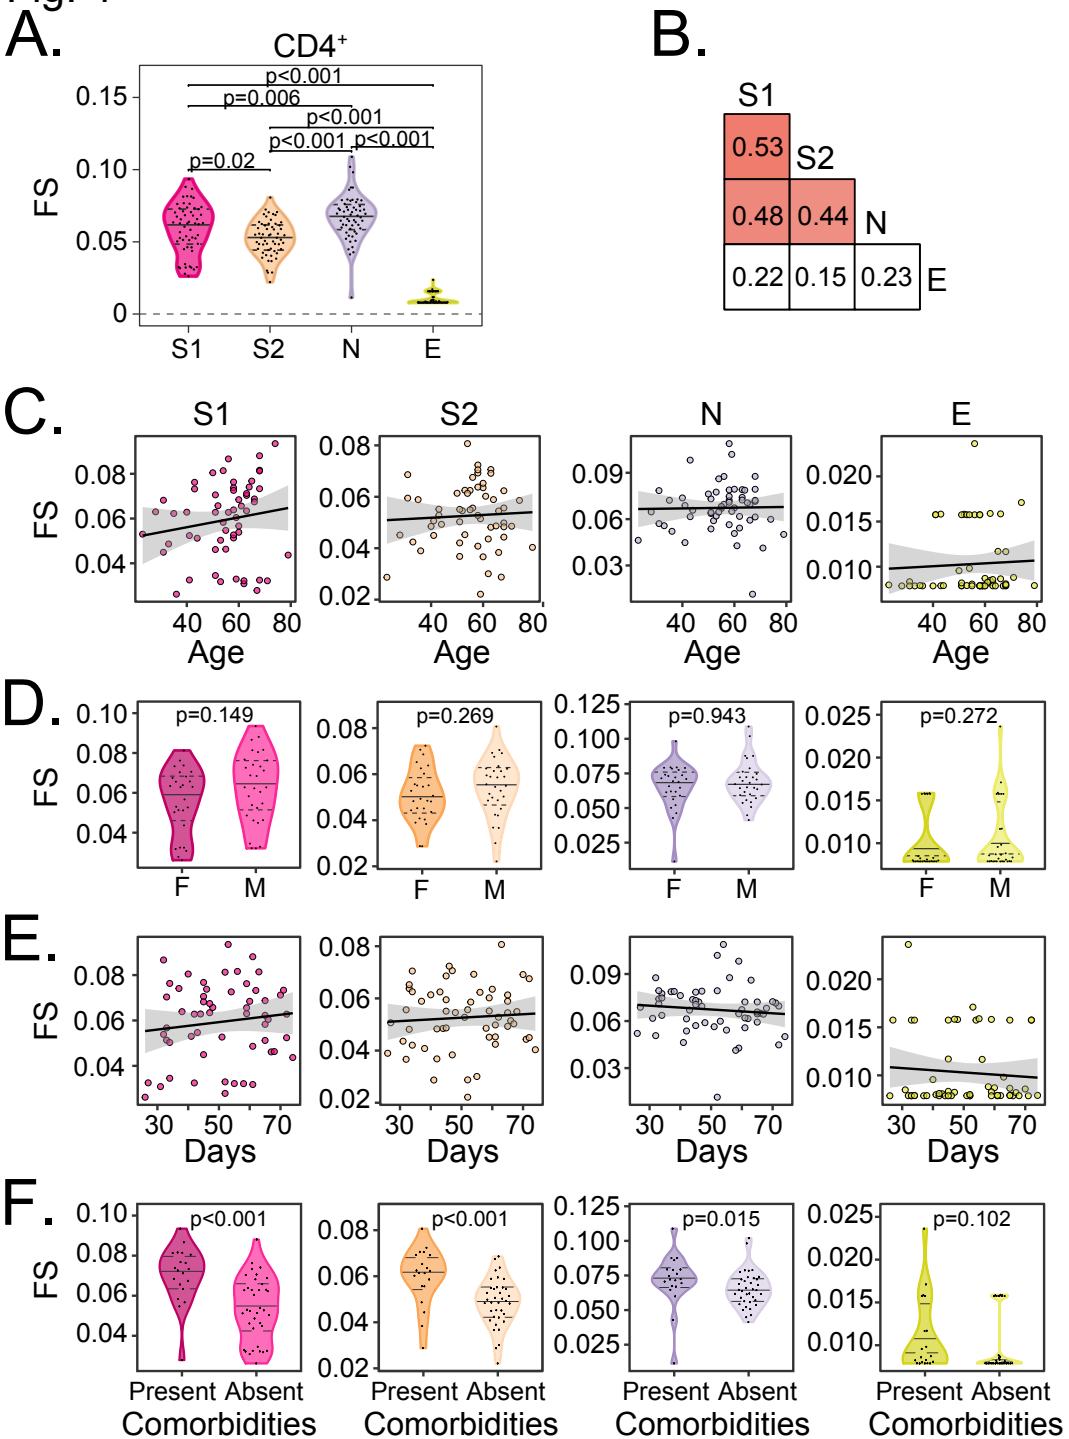 A.
CD4+
p<0.001
p=0.006
p<0.001
p<0.001 p<0.001
p=0.02
0.15
0.10
0.05
0
FS
S1 S2 N E
B.
S1
0.53 S2
0.48 0.44 N
0.22 0.15 0.23 E
C.
S1 S2 N E
FS
0.08 0.06 0.04
0.08 0.06 0.04 0.02
0.09 0.06 0.03
0.020 0.015 0.010
40 60 80 40 60 80 40 60 80 40 60 80
Age Age Age Age
D.
FS
0.10 0.08 0.06 0.04
0.08 0.06 0.04 0.02
0.125 0.100 0.075 0.050 0.025
0.025 0.020 0.015 0.010
p=0.149 p=0.269 p=0.943 p=0.272
F M F M F M F M
E.
FS
0.08 0.06 0.04
0.08 0.06 0.04 0.02
0.09 0.06 0.03
0.020 0.015 0.010
30 50 70 30 50 70 30 50 70 30 50 70
Days Days Days Days
F.
FS
0.10 0.08 0.06 0.04
0.08 0.06 0.04 0.02
0.125 0.100 0.075 0.050 0.025
0.025 0.020 0.015 0.010
p<0.001 p<0.001 p=0.015 p=0.102
Present Absent Present Absent Present Absent Present Absent
Comorbidities Comorbidities Comorbidities Comorbidities